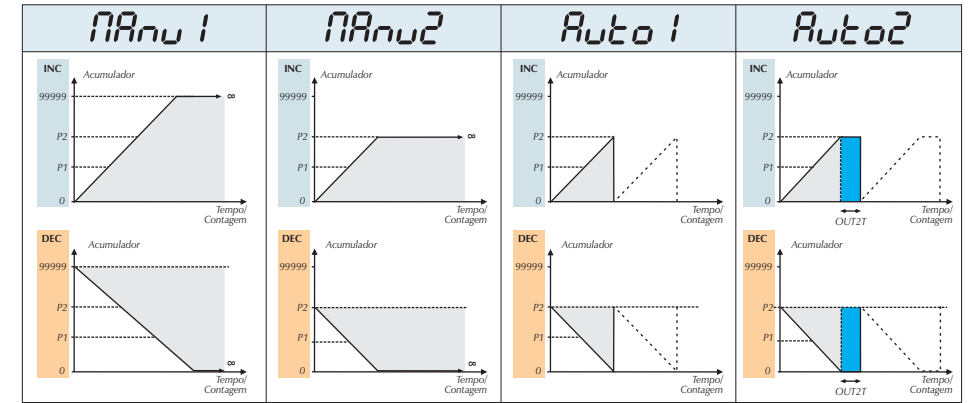 MAnu1
MAnu2
Auto1
Auto2
INC
Acumulador
99999
∞
P2
P1
0
Tempo/
Contagem
INC
Acumulador
99999
P2
∞
P1
0
Tempo/
Contagem
INC
Acumulador
99999
P2
P1
0
Tempo/
Contagem
INC
Acumulador
99999
P2
P1
0
OUT2T
Tempo/
Contagem
DEC
Acumulador
99999
P2
P1
∞
0
Tempo/
Contagem
DEC
Acumulador
99999
P2
P1
∞
0
Tempo/
Contagem
DEC
Acumulador
99999
P2
P1
0
Tempo/
Contagem
DEC
Acumulador
99999
P2
P1
0
OUT2T
Tempo/
Contagem